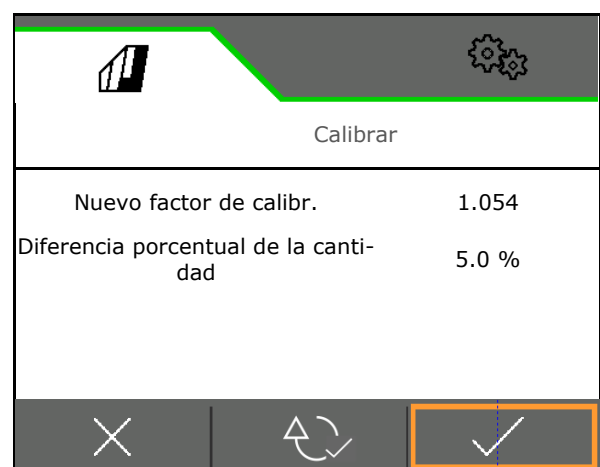 Calibrar
Nuevo factor de calibr. 1.054
Diferencia porcentual de la canti-
dad 5.0 %